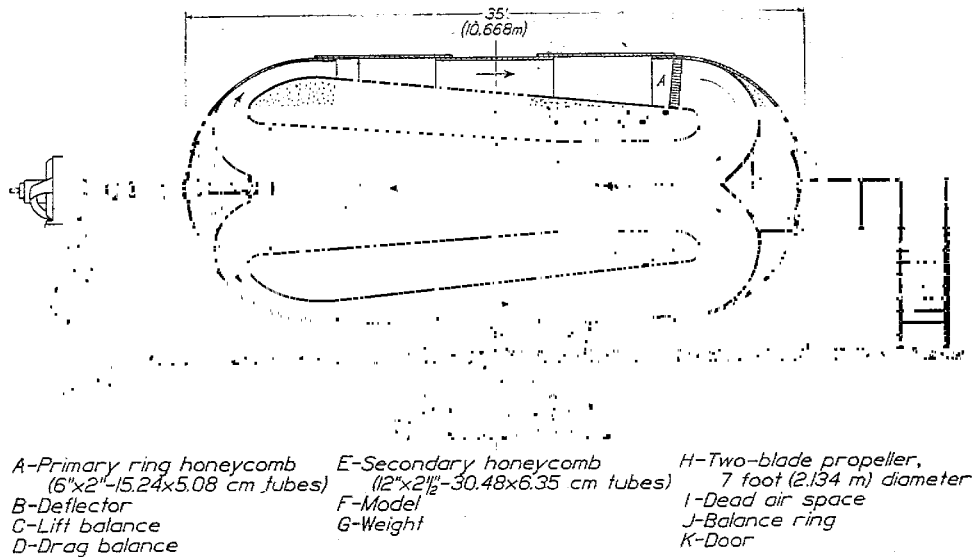 35'
(10.668m)
A
A-Primary ring honeycomb
(6"x2"-15.24x5.08 cm tubes)
B-Deflector
C-Lift balance
D-Drag balance
E-Secondary honeycomb
(12"x2½"-30.48x6.35 cm tubes)
F-Model
G-Weight
H-Two-blade propeller,
7 foot (2.134 m) diameter
I-Dead air space
J-Balance ring
K-Door